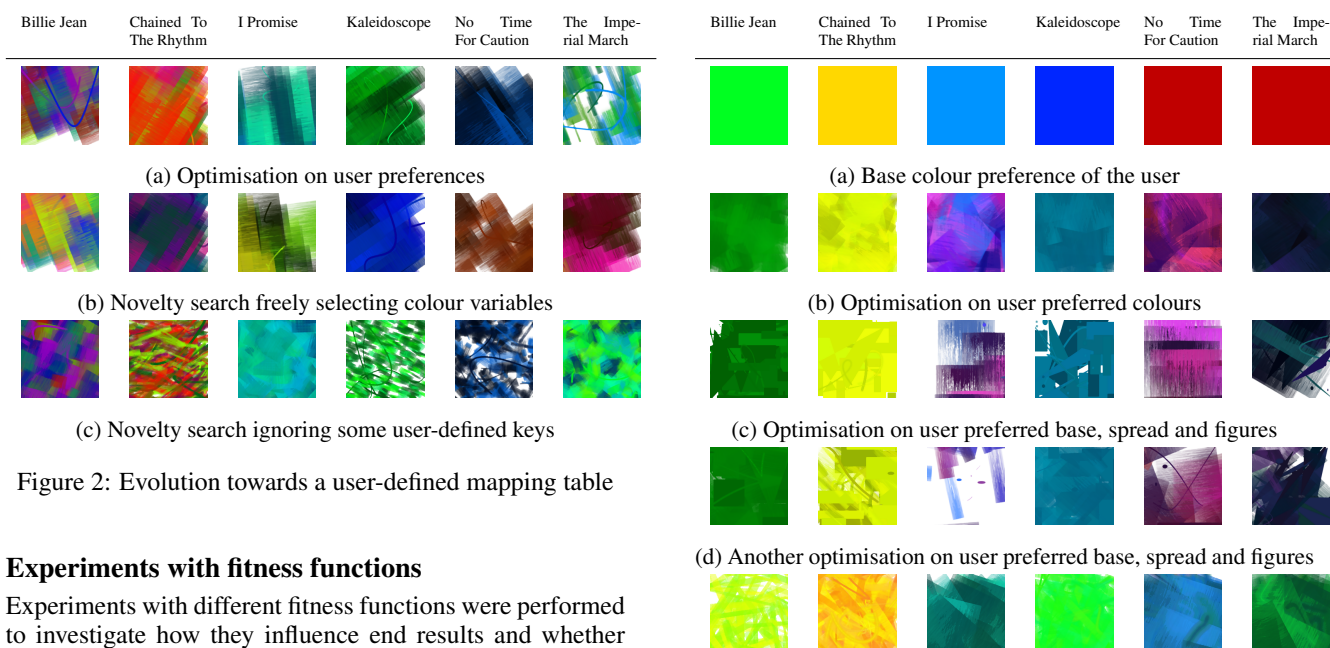 Billie Jean
Chained To The Rhythm
I Promise
Kaleidoscope
No Time For Caution
The Imperial March
(a) Optimisation on user preferences
(b) Novelty search freely selecting colour variables
(c) Novelty search ignoring some user-defined keys
Figure 2: Evolution towards a user-defined mapping table
Experiments with fitness functions
Experiments with different fitness functions were performed
to investigate how they influence end results and whether
Billie Jean
Chained To The Rhythm
I Promise
Kaleidoscope
No Time For Caution
The Imperial March
(a) Base colour preference of the user
(b) Optimisation on user preferred colours
(c) Optimisation on user preferred base, spread and figures
(d) Another optimisation on user preferred base, spread and figures